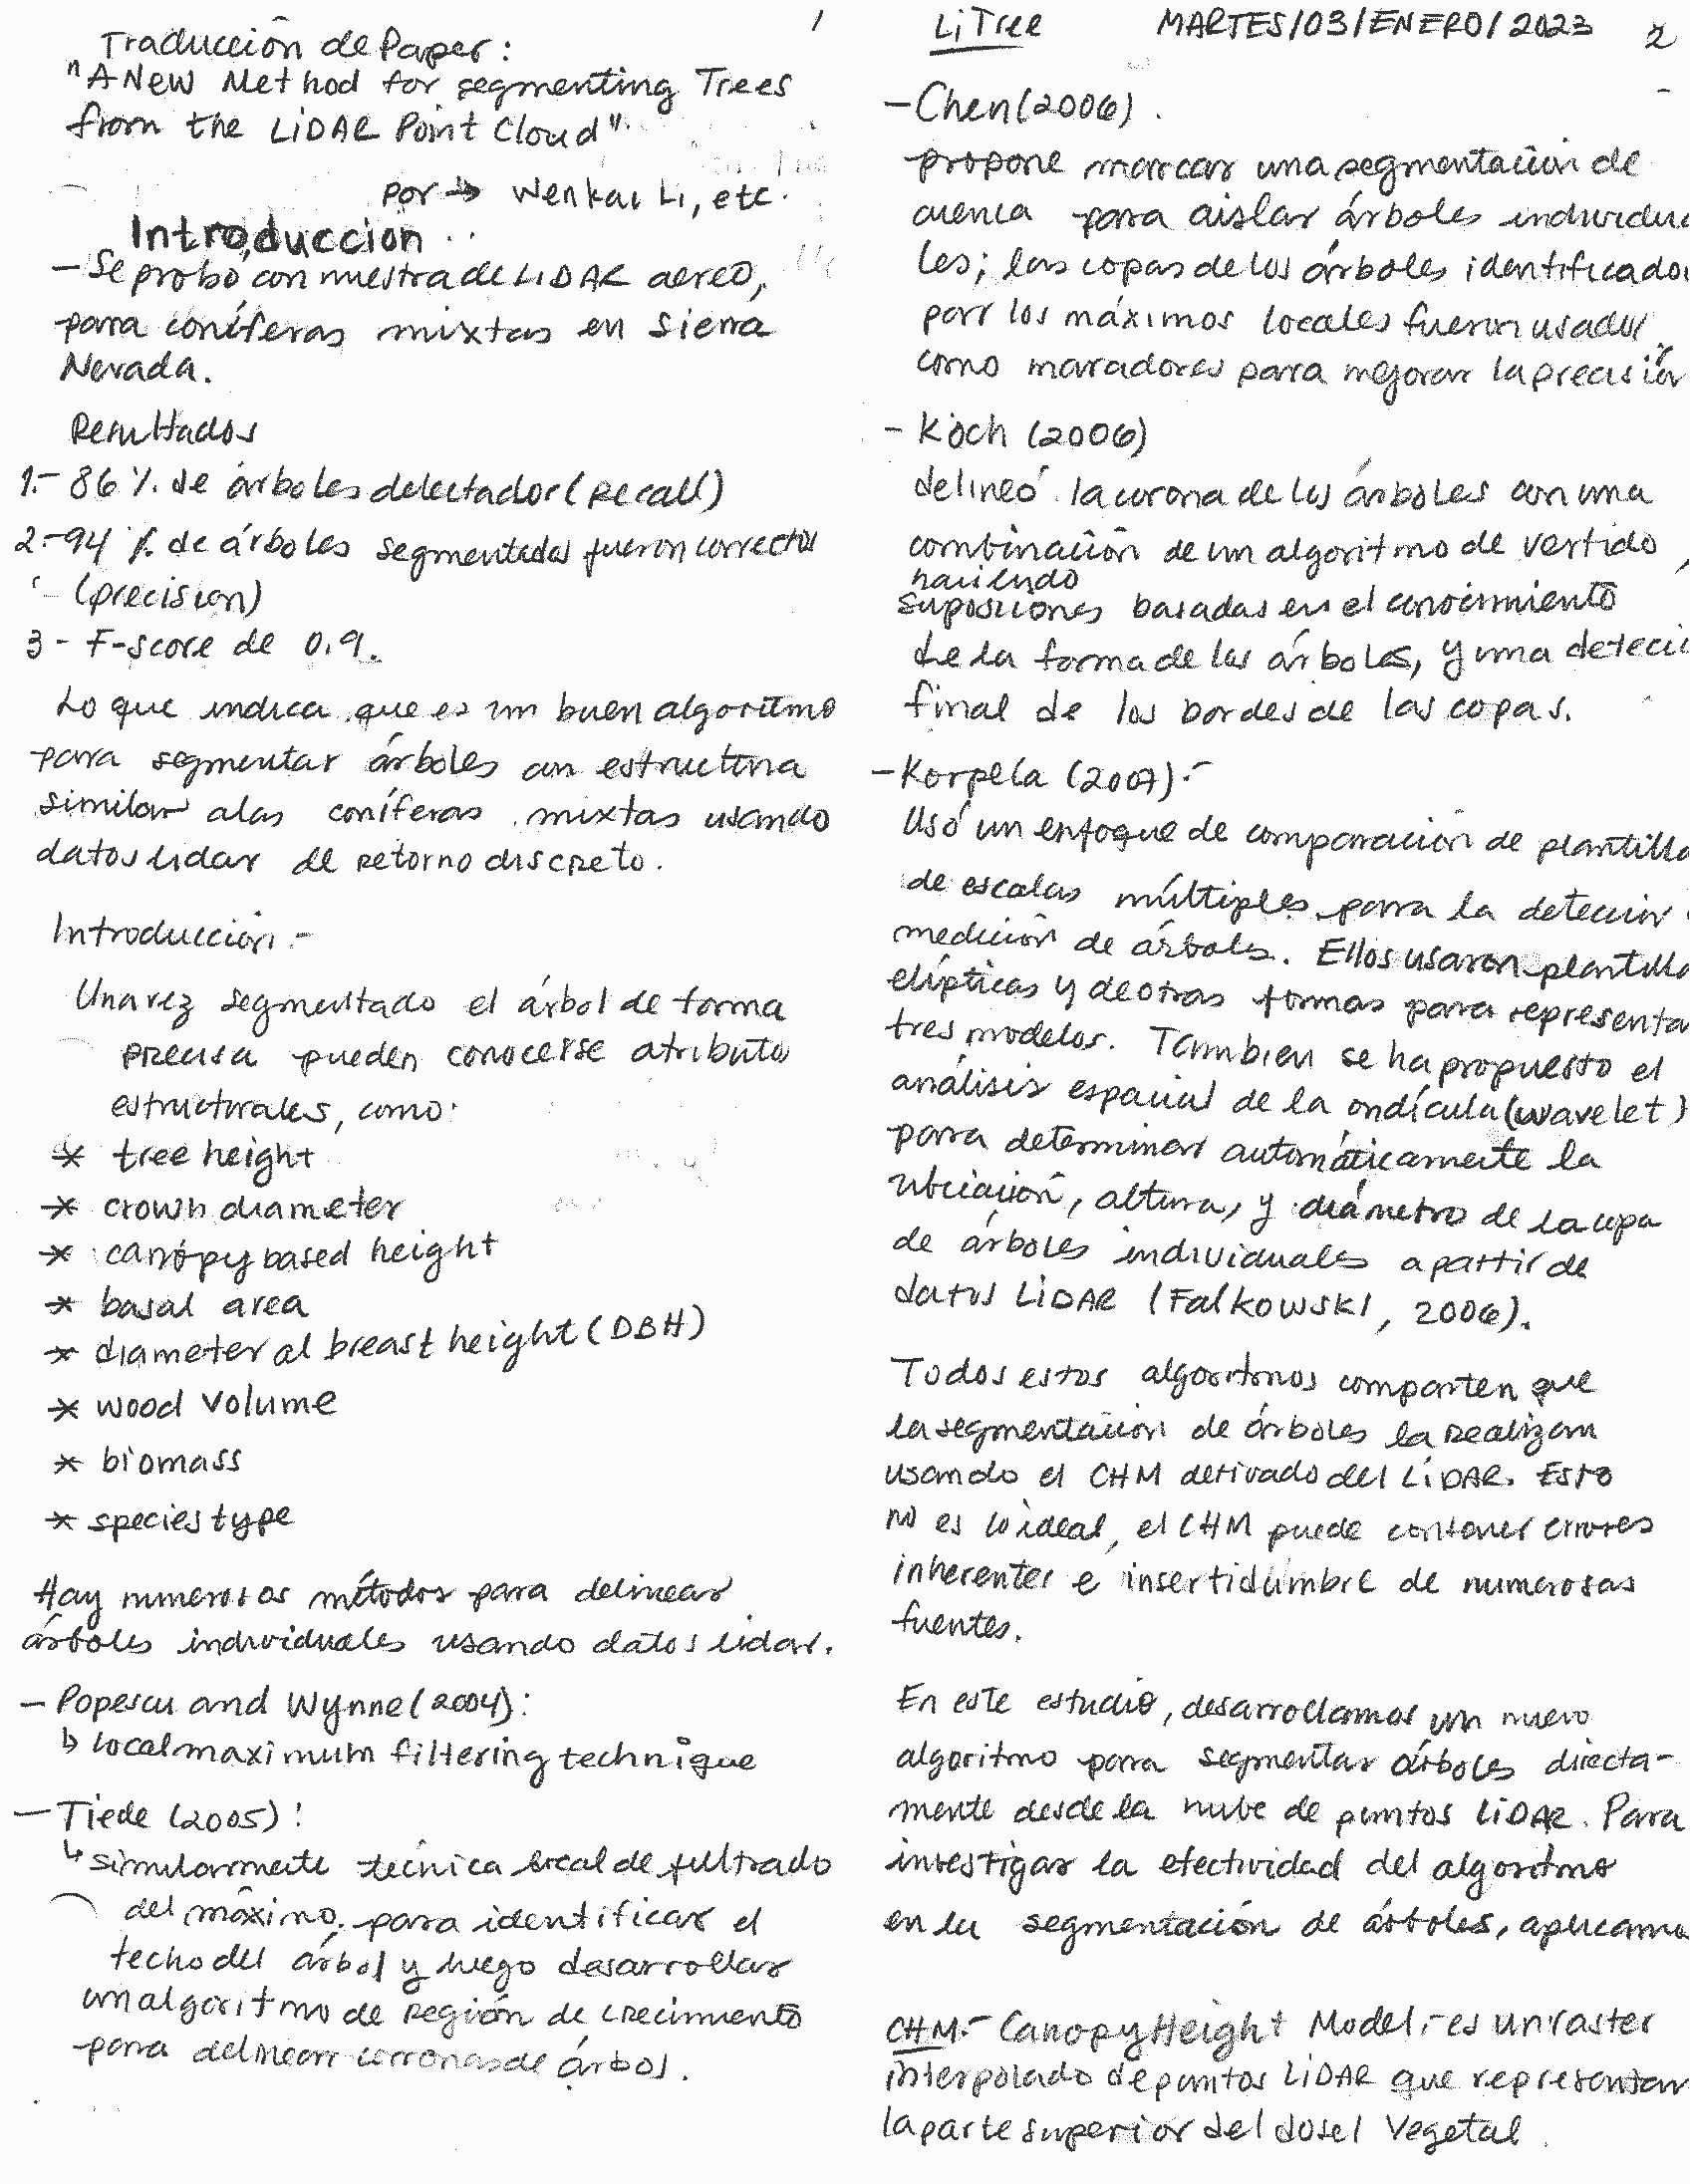 1
Traducción de Paper:
"A New Method for segmenting Trees
from the LiDAR Point Cloud".
por → Wenkai Li, etc.
Introduccion
- Se probó con muestra de LiDAR aereo,
para coníferas mixtas en Sierra
Nevada.
Resultados
1.- 86 % de árboles detectados (Recall)
2.- 94 % de árboles segmentados fueron correctos
(precision)
3 - F-score de 0.9.
Lo que indica que es un buen algoritmo
para segmentar árboles con estructura
similar a las coníferas mixtas usando
datos lidar de retorno discreto.
Introducción.-
Una vez segmentado el árbol de forma
precisa pueden conocerse atributos
estructurales, como:
* tree height
* crown diameter
* canopy based height
* basal area
* diameter al breast height (DBH)
* wood volume
* biomass
* species type
Hay numerosos métodos para delinear
árboles individuales usando datos lidar.
- Popescu and Wynne (2004):
↳ local maximum filtering technique
- Tiede (2005):
↳ similarmente técnica local de filtrado
del máximo. para identificar el
techo del árbol y luego desarrollar
un algoritmo de región de crecimiento
para delinear corronas de árbol.
LiTree MARTES/03/ENERO/2023 2
- Chen (2006).
propone marcar una segmentación de
cuenca para aislar árboles individua
les; las copas de los árboles identificados
por los máximos locales fueron usados
como marcadores para mejorar la precisión
- Koch (2006)
delineó la corona de los árboles con una
combinación de un algoritmo de vertido,
haciendo
suposiciones basadas en el conocimiento
de la forma de los árboles, y una detecció
final de los bordes de las copas.
- Korpela (2007).-
Usó un enfoque de comparación de plantilla
de escalas múltiples para la detección
medición de árboles. Ellos usaron plantilla
elípticas y de otras formas para representa
tres modelos. Tambien se ha propuesto el
análisis espacial de la ondícula (wavelet)
para determinar automáticamente la
ubicación, altura, y diámetro de la copa
de árboles individuales a partir de
datos LiDAR (Falkowski, 2006).
Todos estos algoritmos comparten que
la segmentación de árboles la realizan
usando el CHM derivado del LiDAR. Esto
no es lo ideal, el CHM puede contener errores
inherentes e insertidumbre de numerosas
fuentes.
En este estudio, desarrollamos un nuevo
algoritmo para segmentar árboles directa-
mente desde la nube de puntos LiDAR. Para
investigar la efectividad del algoritmo
en la segmentación de árboles, aplicamo
CHM.- Canopy Height Model.- es un raster
interpolado de puntos LiDAR que representan
la parte superior del dosel vegetal.